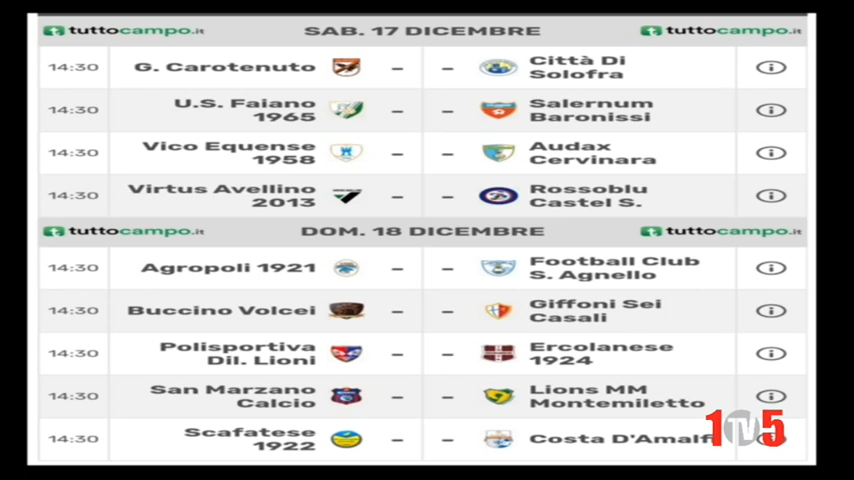 tuttocampo.it SAB. 17 DICEMBRE tuttocampo.it
14:30 G. Carotenuto - - Città Di
Solofra
14:30 U.S. Faiano
1965 - - Salernum
Baronissi
14:30 Vico Equense
1958 - - Audax
Cervinara
14:30 Virtus Avellino
2013 - - Rossoblu
Castel S.
tuttocampo.it DOM. 18 DICEMBRE tuttocampo.it
14:30 Agropoli 1921 - - Football Club
S. Agnello
14:30 Buccino Volcei - - Giffoni Sei
Casali
14:30 Polisportiva
Dil. Lioni - - Ercolanese
1924
14:30 San Marzano
Calcio - - Lions MM
Montemiletto
14:30 Scafatese
1922 - - Costa D'Amalf
1TV5